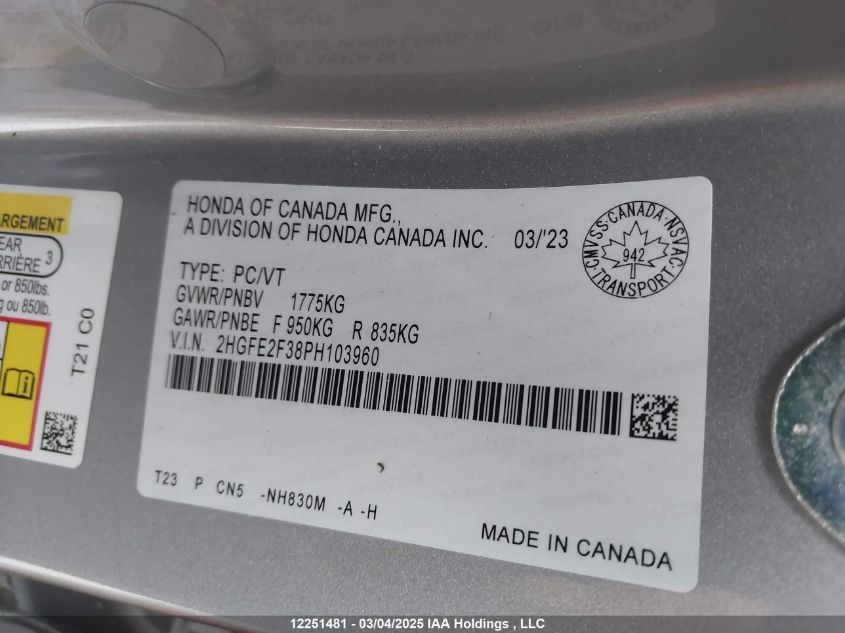 HONDA OF CANADA MFG.,
A DIVISION OF HONDA CANADA INC. 03/'23
CMVSS·CANADA·NSVAC
942
·TRANSPORT·
TYPE: PC/VT
GVWR/PNBV 1775KG
GAWR/PNBE F 950KG R 835KG
V.I.N. 2HGFE2F38PH103960
T23 P CN5 -NH830M -A -H
MADE IN CANADA
ARGEMENT
EAR
RRIÈRE 3
or 850lbs.
g ou 850lb.
T21 C0
12251481 - 03/04/2025 IAA Holdings , LLC